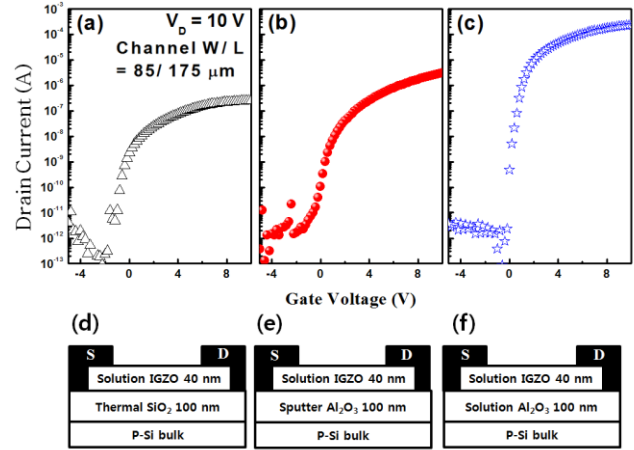 (a)
V_D = 10 V
Channel W/ L
= 85/ 175 μm
(b)
(c)
10⁻³
10⁻⁴
10⁻⁵
10⁻⁶
10⁻⁷
10⁻⁸
10⁻⁹
10⁻¹⁰
10⁻¹¹
10⁻¹²
10⁻¹³
Drain Current (A)
-4 0 4 8 -4 0 4 8 -4 0 4 8
Gate Voltage (V)
(d)
S D
Solution IGZO 40 nm
Thermal SiO₂ 100 nm
P-Si bulk
(e)
S D
Solution IGZO 40 nm
Sputter Al₂O₃ 100 nm
P-Si bulk
(f)
S D
Solution IGZO 40 nm
Solution Al₂O₃ 100 nm
P-Si bulk